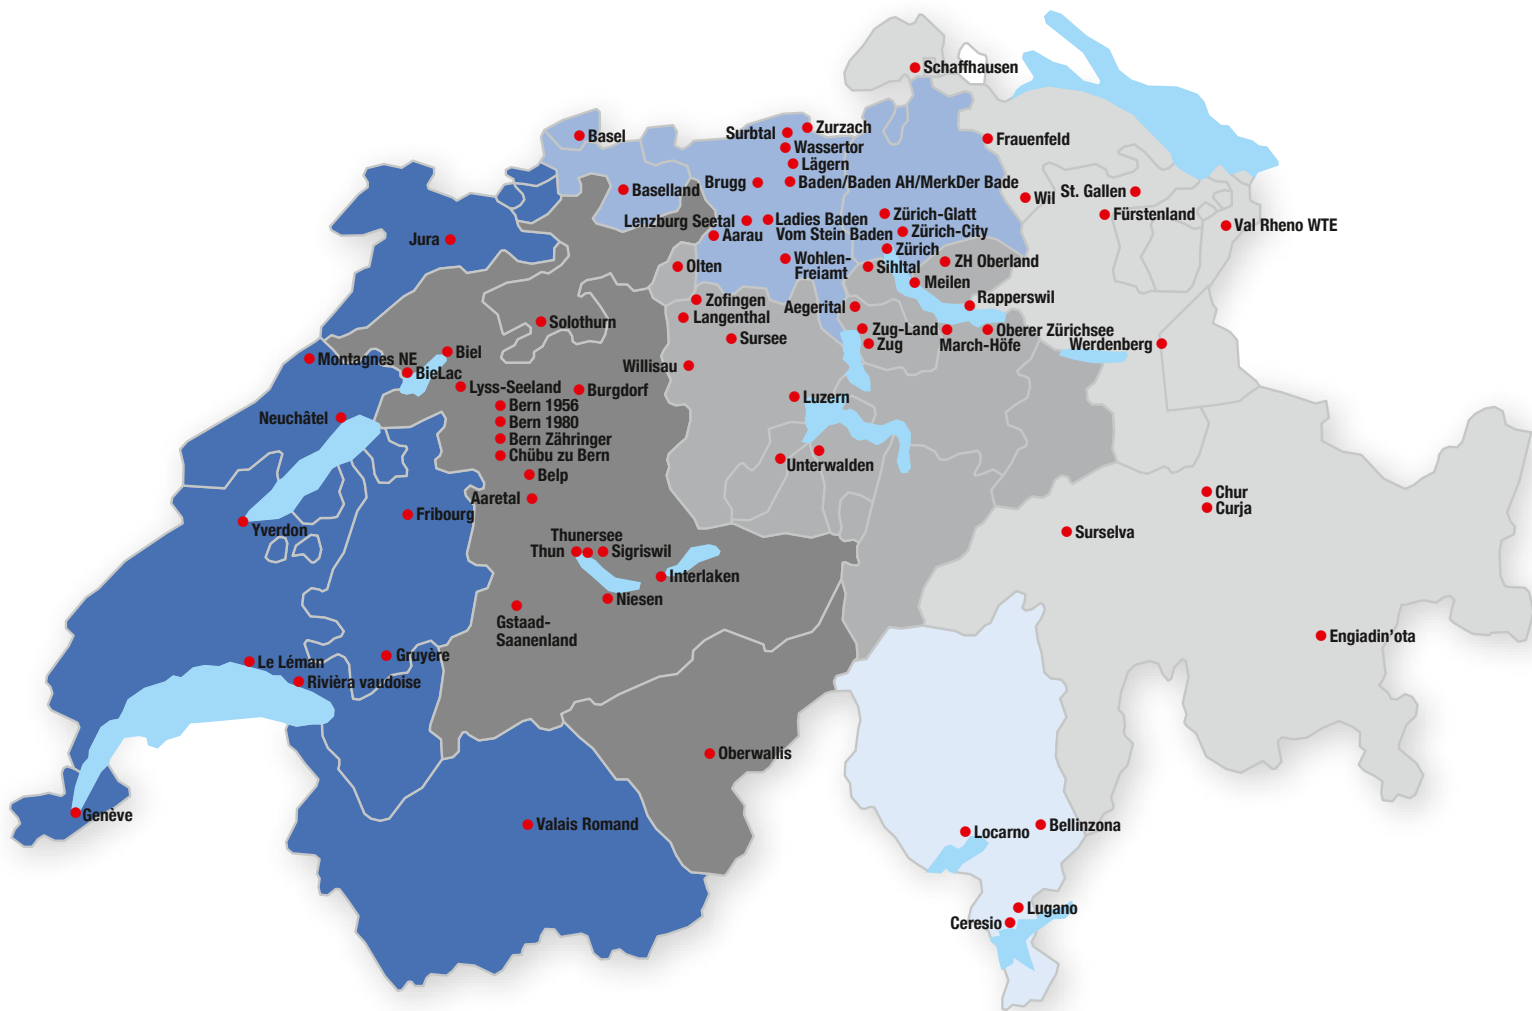 Schaffhausen
Basel
Surbtal
Zurzach
Wassertor
Frauenfeld
Lägern
Baselland
Brugg
Baden/Baden AH/MerkDer Bade
Wil
St. Gallen
Fürstenland
Val Rheno WTE
Lenzburg Seetal
Ladies Baden
Vom Stein Baden
Zürich-Glatt
Zürich-City
Aarau
Jura
Zürich
Olten
Wohlen-
Freiamt
Sihltal
ZH Oberland
Meilen
Rapperswil
Zofingen
Aegerital
Langenthal
Solothurn
Sursee
Zug-Land
Zug
March-Höfe
Oberer Zürichsee
Werdenberg
Montagnes NE
Biel
BieLac
Willisau
Lyss-Seeland
Burgdorf
Luzern
Bern 1956
Bern 1980
Neuchâtel
Bern Zähringer
Chübu zu Bern
Unterwalden
Belp
Aaretal
Chur
Curja
Fribourg
Yverdon
Surselva
Thunersee
Thun
Sigriswil
Interlaken
Niesen
Gstaad-
Saanenland
Engiadin’ota
Le Léman
Gruyère
Rivièra vaudoise
Oberwallis
Genève
Valais Romand
Locarno
Bellinzona
Lugano
Ceresio